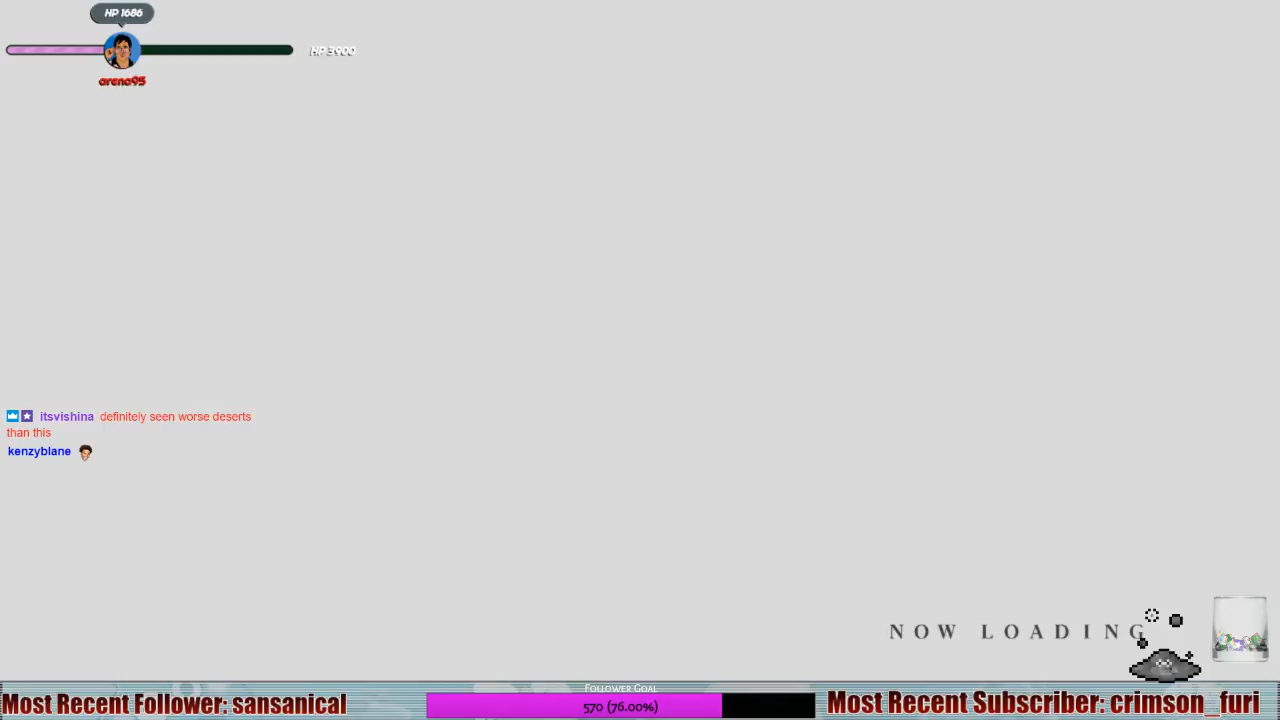 HP 1686
HP 3900
areno95
itsvishina definitely seen worse deserts
than this
kenzyblane
NOW LOADING
Follower Goal
Most Recent Follower: sansanical
570 (76.00%)
Most Recent Subscriber: crimson_furi